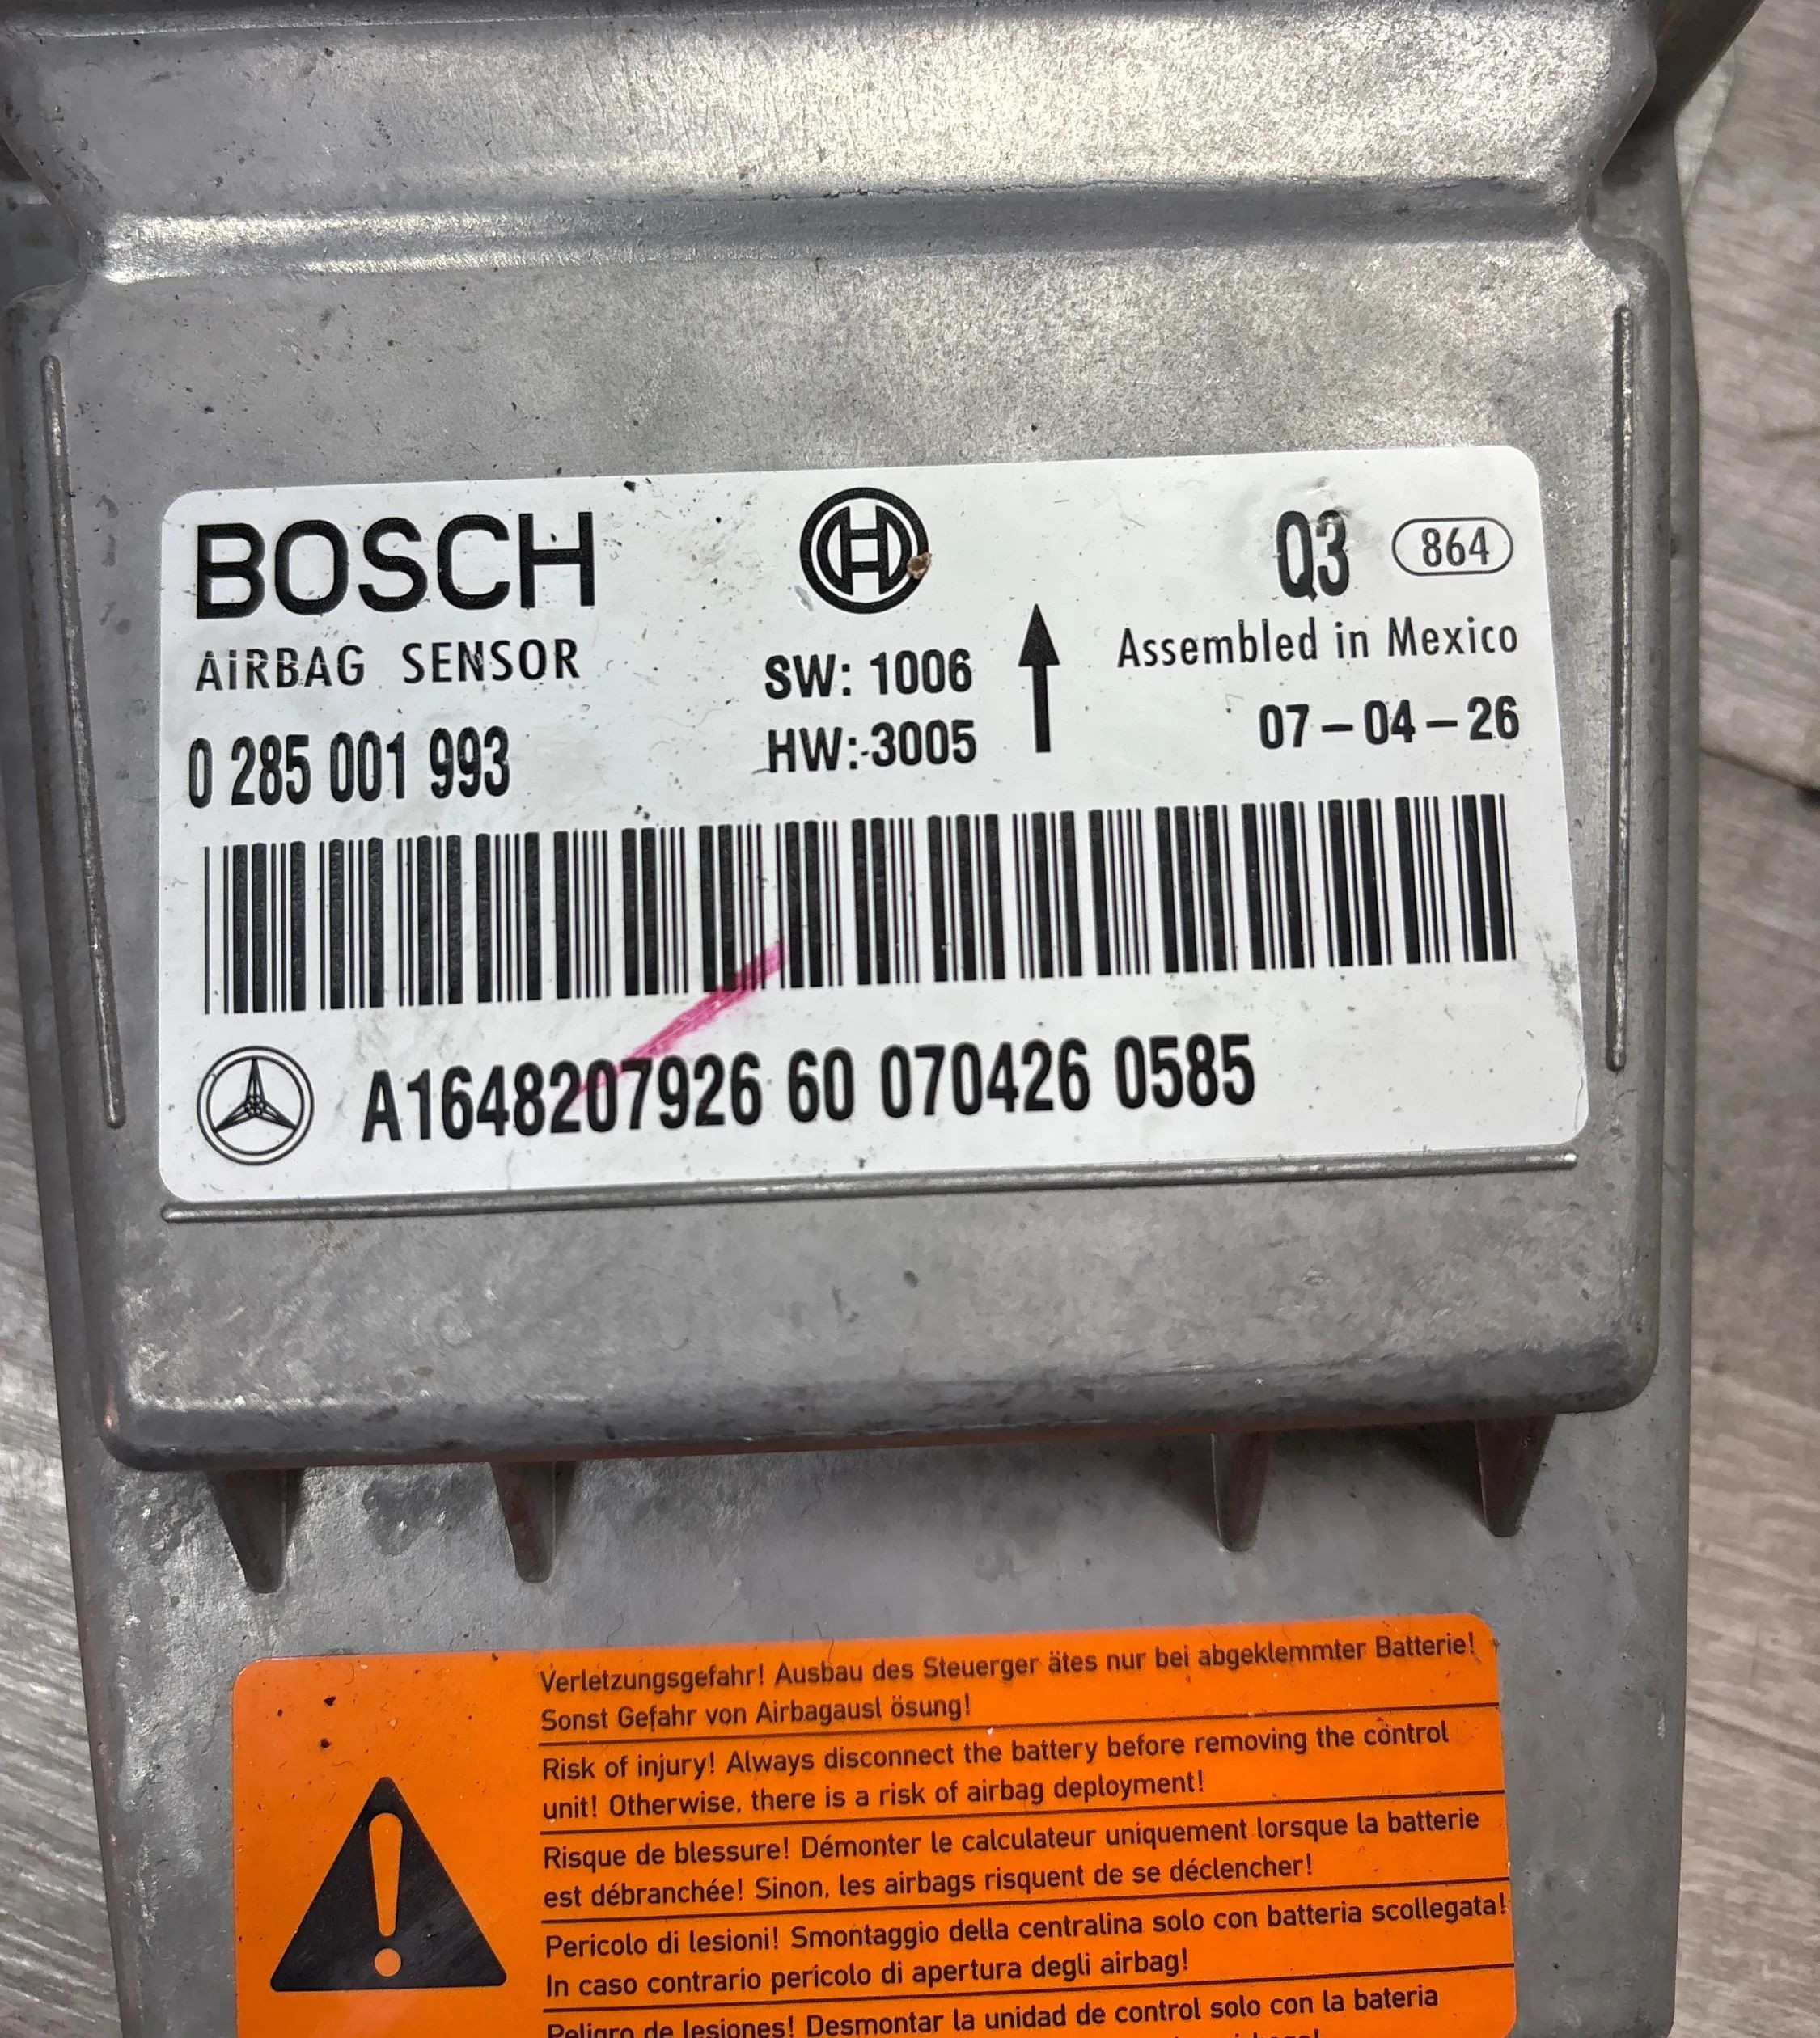 BOSCH
Q3 864
AiRBAG SENSOR
SW: 1006
Assembled in Mexico
0 285 001 993
HW: 3005
07-04-26
A1648207926 60 070426 0585
Verletzungsgefahr! Ausbau des Steuerger ätes nur bei abgeklemmter Batterie!
Sonst Gefahr von Airbagausl ösung!
Risk of injury! Always disconnect the battery before removing the control
unit! Otherwise, there is a risk of airbag deployment!
Risque de blessure! Démonter le calculateur uniquement lorsque la batterie
est débranchée! Sinon, les airbags risquent de se déclencher!
Pericolo di lesioni! Smontaggio della centralina solo con batteria scollegata!
In caso contrario pericolo di apertura degli airbag!
Peligro de lesiones! Desmontar la unidad de control solo con la bateria